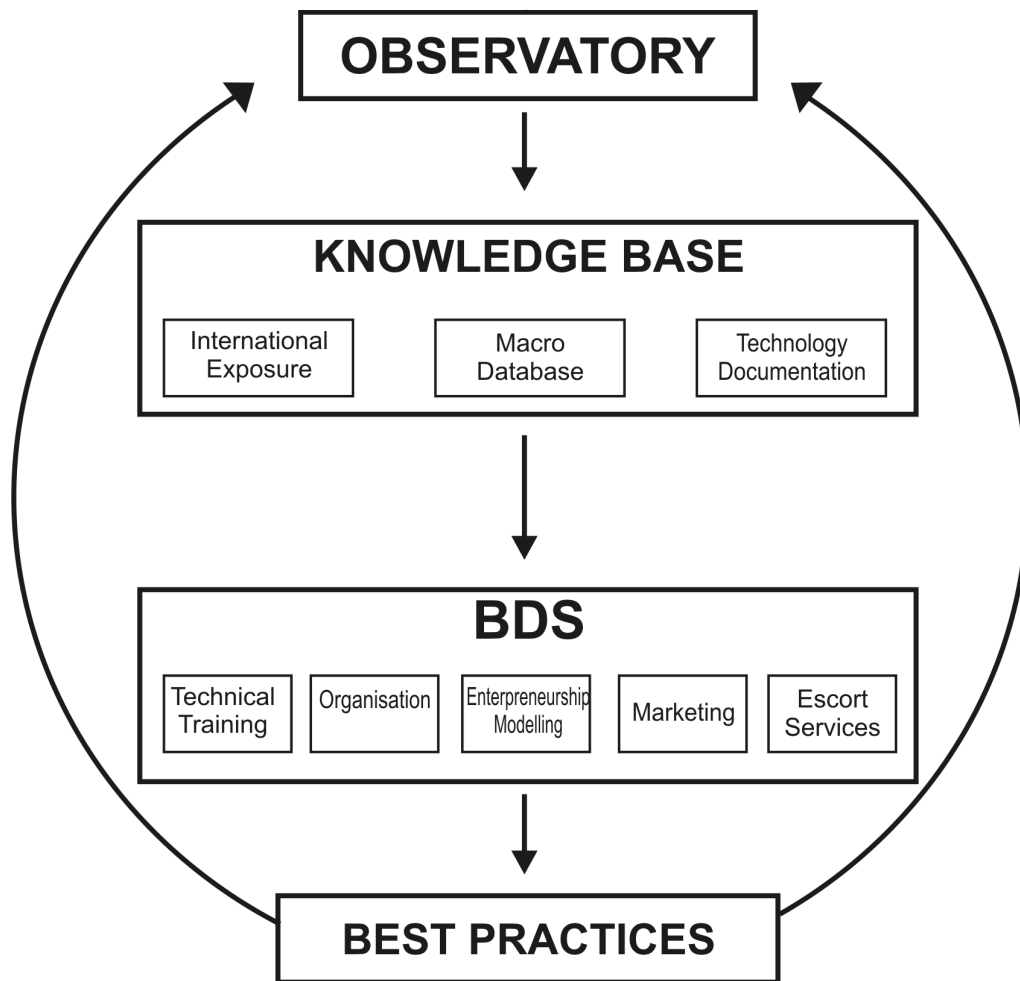 OBSERVATORY
KNOWLEDGE BASE
International
Exposure
Macro
Database
Technology
Documentation
BDS
Technical
Training
Organisation
Enterpreneurship
Modelling
Marketing
Escort
Services
BEST PRACTICES